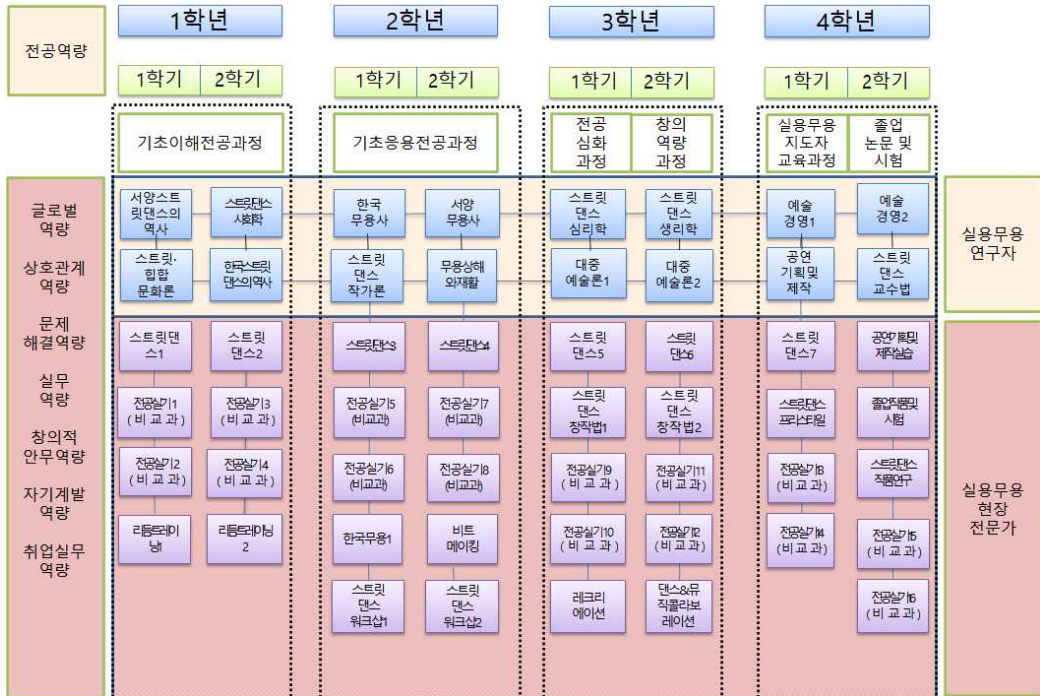 전공역량
1학년
2학년
3학년
4학년
1학기
2학기
1학기
2학기
1학기
2학기
1학기
2학기
기초이해전공과정
기초응용전공과정
전공
심화
과정
창의
역량
과정
실용무용
지도자
교육과정
졸업
논문 및
시험
글로벌
역량
상호관계
역량
문제
해결역량
실무
역량
창의적
안무역량
자기계발
역량
취업실무
역량
서양스트
릿댄스의
역사
스트릿댄스
사회학
한국
무용사
서양
무용사
스트릿
댄스
심리학
스트릿
댄스
생리학
예술
경영1
예술
경영2
스트릿·
힙합
문화론
한국스트릿
댄스의역사
스트릿
댄스
작가론
무용상해
와재활
대중
예술론1
대중
예술론2
공연
기획및
제작
스트릿
댄스
교수법
실용무용
연구자
스트릿댄
스1
스트릿
댄스2
스트릿댄스3
스트릿댄스4
스트릿
댄스5
스트릿
댄스6
스트릿
댄스7
공연기획및
제작실습
전공실기1
(비교과)
전공실기3
(비교과)
전공실기5
(비교과)
전공실기7
(비교과)
스트릿
댄스
창작법1
스트릿
댄스
창작법2
스트릿댄스
프리스타일
졸업작품및
시험
전공실기2
(비교과)
전공실기4
(비교과)
전공실기6
(비교과)
전공실기8
(비교과)
전공실기9
(비교과)
전공실기11
(비교과)
전공실기13
(비교과)
스트릿댄스
작품연구
리듬트레이
닝1
리듬트레이닝
2
한국무용1
비트
메이킹
전공실기10
(비교과)
전공실기12
(비교과)
전공실기14
(비교과)
전공실기15
(비교과)
스트릿
댄스
워크샵1
스트릿
댄스
워크샵2
레크리
에이션
댄스&뮤
직콜라보
레이션
전공실기16
(비교과)
실용무용
현장
전문가